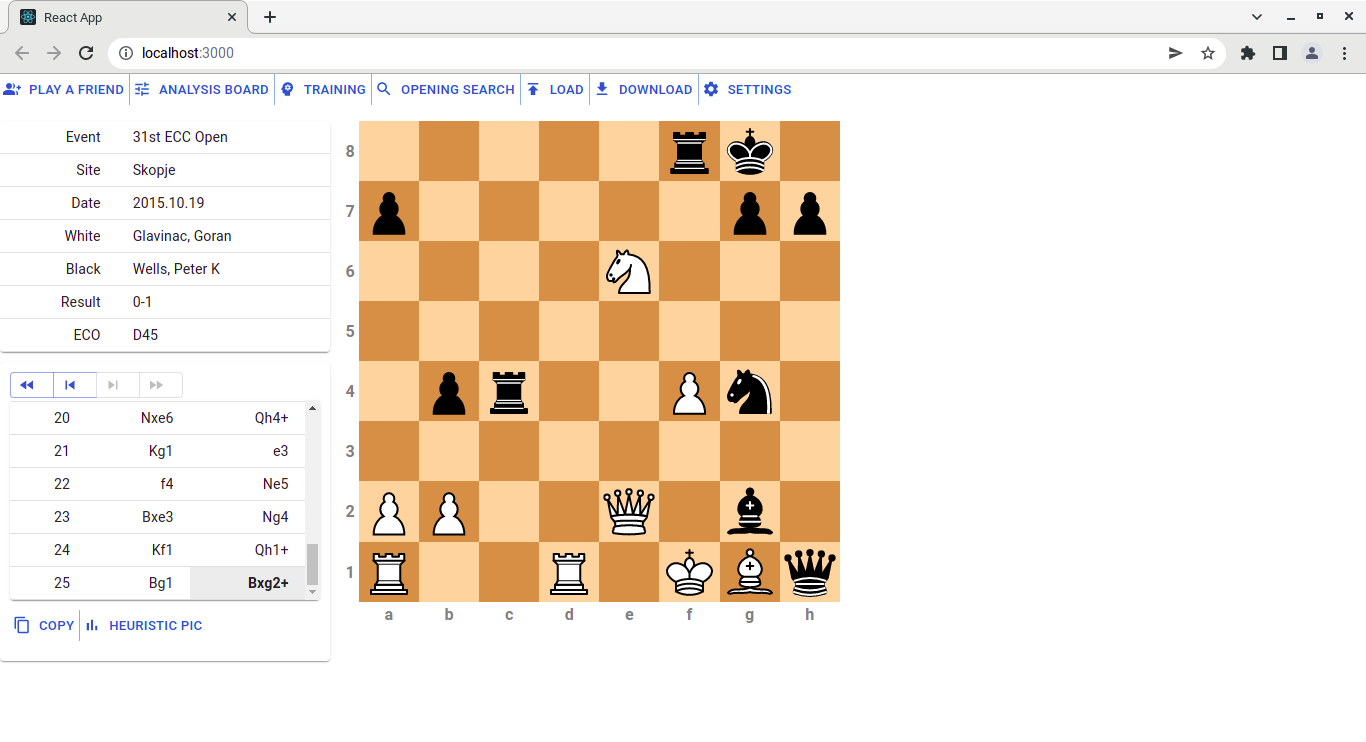 React App
localhost:3000
PLAY A FRIEND ANALYSIS BOARD TRAINING OPENING SEARCH LOAD DOWNLOAD SETTINGS
Event 31st ECC Open
Site Skopje
Date 2015.10.19
White Glavinac, Goran
Black Wells, Peter K
Result 0-1
ECO D45
20 Nxe6 Qh4+
21 Kg1 e3
22 f4 Ne5
23 Bxe3 Ng4
24 Kf1 Qh1+
25 Bg1 Bxg2+
COPY HEURISTIC PIC
8
7
6
5
4
3
2
1
a b c d e f g h